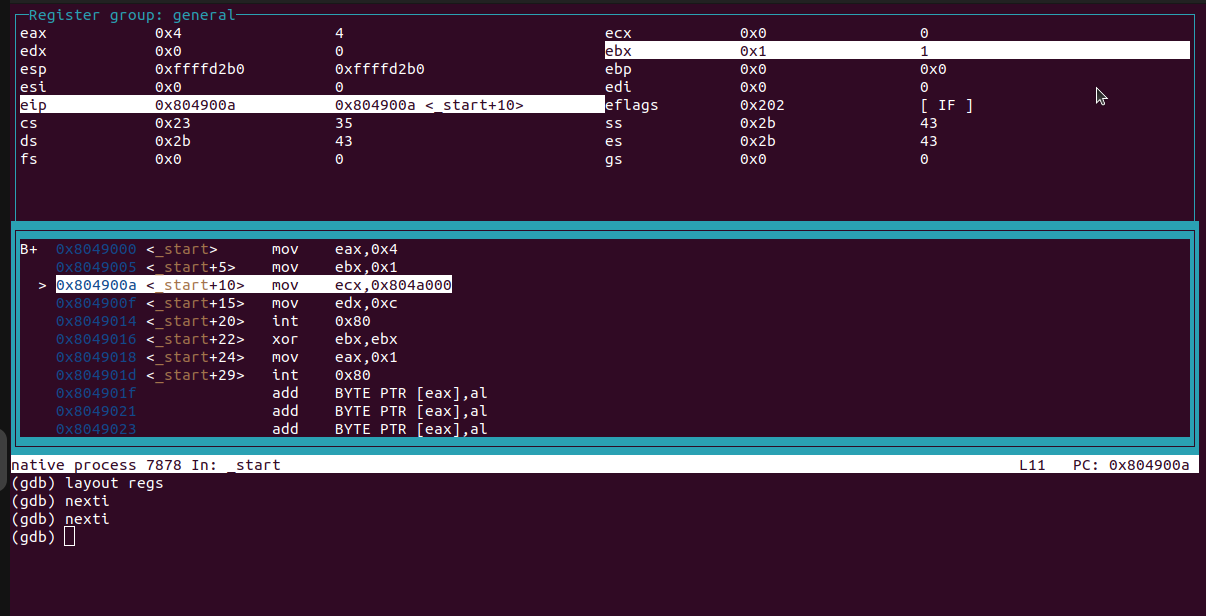 Register group: general
eax 0x4 4 ecx 0x0 0
edx 0x0 0 ebx 0x1 1
esp 0xffffd2b0 0xffffd2b0 ebp 0x0 0x0
esi 0x0 0 edi 0x0 0
eip 0x804900a 0x804900a <_start+10> eflags 0x202 [ IF ]
cs 0x23 35 ss 0x2b 43
ds 0x2b 43 es 0x2b 43
fs 0x0 0 gs 0x0 0
B+ 0x8049000 <_start> mov eax,0x4
0x8049005 <_start+5> mov ebx,0x1
> 0x804900a <_start+10> mov ecx,0x804a000
0x804900f <_start+15> mov edx,0xc
0x8049014 <_start+20> int 0x80
0x8049016 <_start+22> xor ebx,ebx
0x8049018 <_start+24> mov eax,0x1
0x804901d <_start+29> int 0x80
0x804901f add BYTE PTR [eax],al
0x8049021 add BYTE PTR [eax],al
0x8049023 add BYTE PTR [eax],al
native process 7878 In: _start L11 PC: 0x804900a
(gdb) layout regs
(gdb) nexti
(gdb) nexti
(gdb)